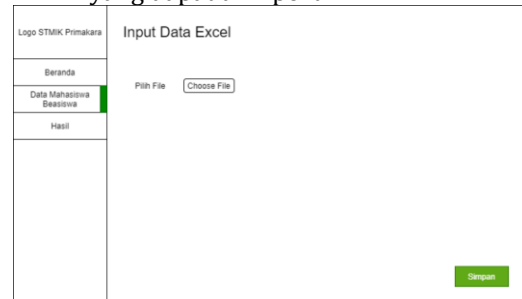 Logo STMIK Primakara
Input Data Excel
Beranda
Pilih File
Choose File
Data Mahasiswa
Beasiswa
Hasil
Simpan